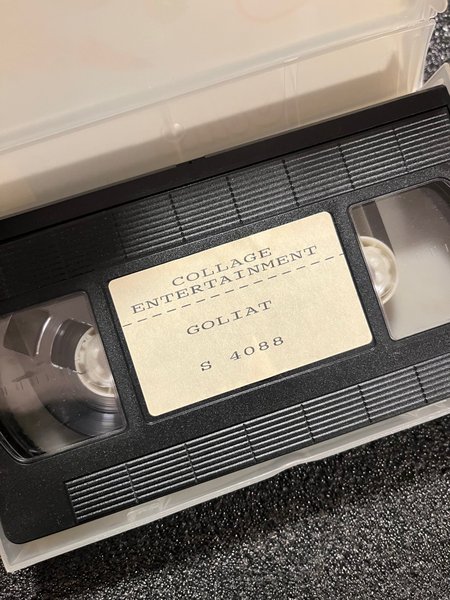 COLLAGE
ENTERTAINMENT
GOLIAT
S 4088